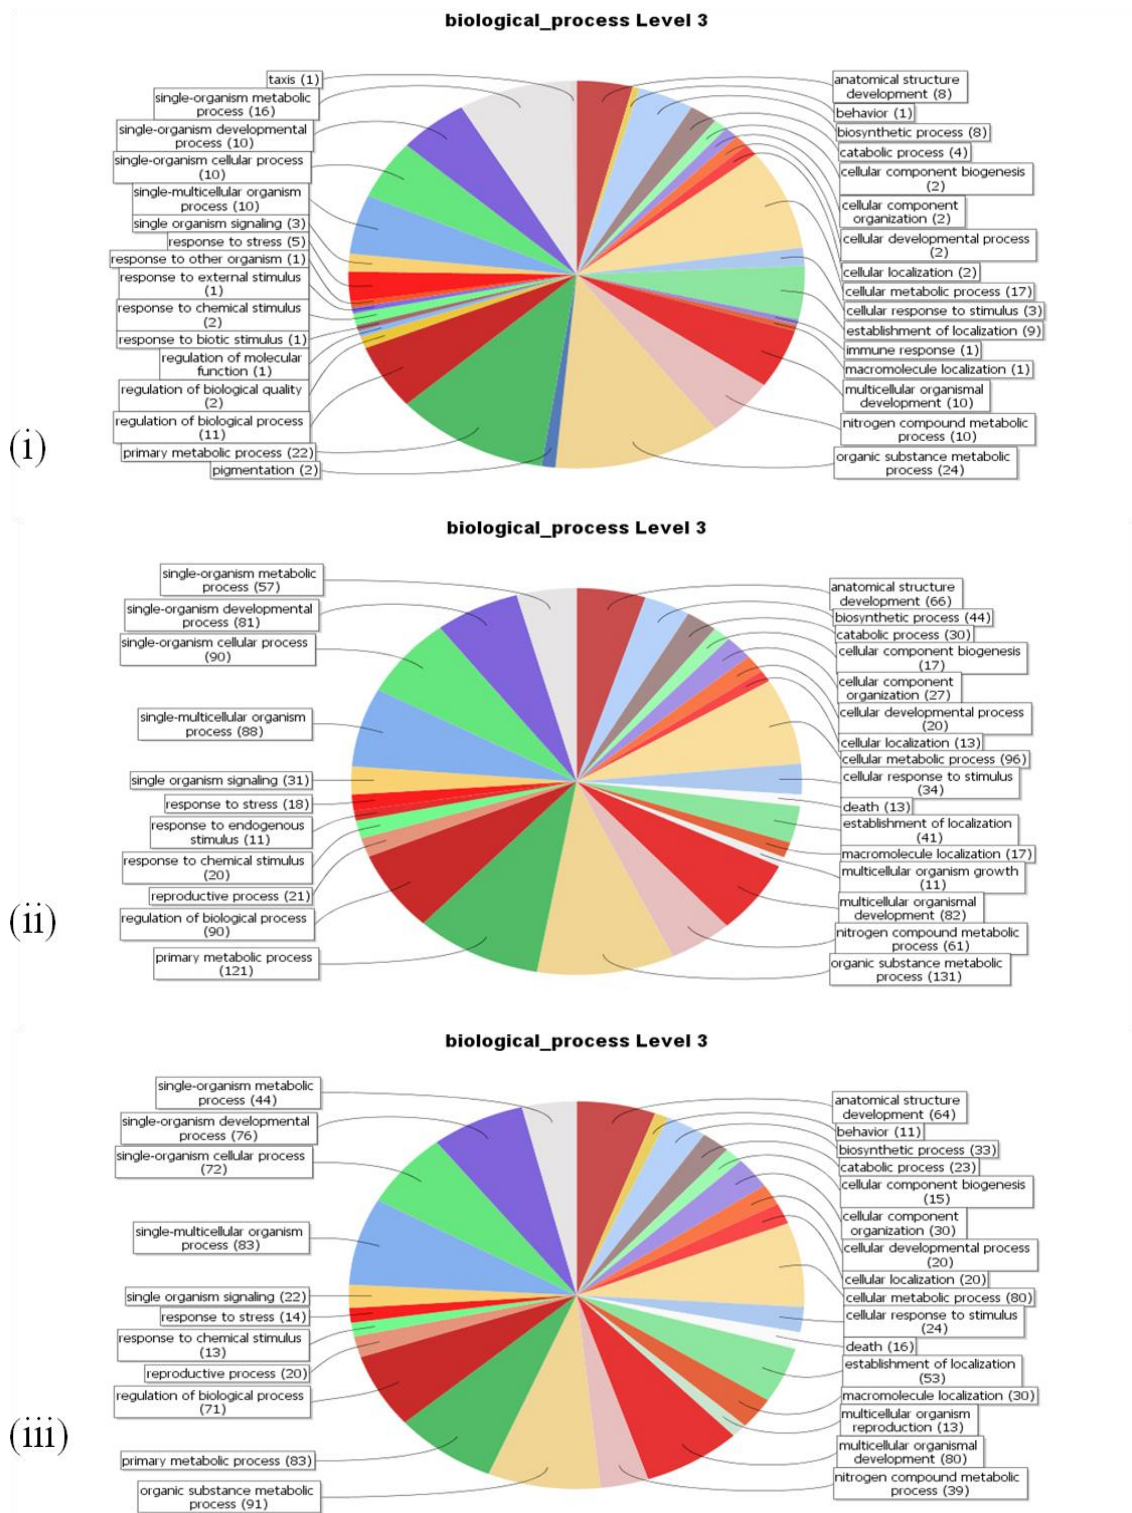 biological_process Level 3
taxis (1)
single-organism metabolic
process (16)
single-organism developmental
process (10)
single-organism cellular process
(10)
single-multicellular organism
process (10)
single organism signaling (3)
response to stress (5)
response to other organism (1)
response to external stimulus
(1)
response to chemical stimulus
(2)
response to biotic stimulus (1)
regulation of molecular
function (1)
regulation of biological quality
(2)
regulation of biological process
(11)
primary metabolic process (22)
pigmentation (2)
anatomical structure
development (8)
behavior (1)
biosynthetic process (8)
catabolic process (4)
cellular component biogenesis
(2)
cellular component
organization (2)
cellular developmental process
(2)
cellular localization (2)
cellular metabolic process (17)
cellular response to stimulus (3)
establishment of localization (9)
immune response (1)
macromolecule localization (1)
multicellular organismal
development (10)
nitrogen compound metabolic
process (10)
organic substance metabolic
process (24)
(i)
biological_process Level 3
single-organism metabolic
process (57)
single-organism developmental
process (81)
single-organism cellular process
(90)
single-multicellular organism
process (88)
single organism signaling (31)
response to stress (18)
response to endogenous
stimulus (11)
response to chemical stimulus
(20)
reproductive process (21)
regulation of biological process
(90)
primary metabolic process
(121)
anatomical structure
development (66)
biosynthetic process (44)
catabolic process (30)
cellular component biogenesis
(17)
cellular component
organization (27)
cellular developmental process
(20)
cellular localization (13)
cellular metabolic process (96)
cellular response to stimulus
(34)
death (13)
establishment of localization
(41)
macromolecule localization (17)
multicellular organism growth
(11)
multicellular organismal
development (82)
nitrogen compound metabolic
process (61)
organic substance metabolic
process (131)
(ii)
biological_process Level 3
single-organism metabolic
process (44)
single-organism developmental
process (76)
single-organism cellular process
(72)
single-multicellular organism
process (83)
single organism signaling (22)
response to stress (14)
response to chemical stimulus
(13)
reproductive process (20)
regulation of biological process
(71)
primary metabolic process (83)
organic substance metabolic
process (91)
anatomical structure
development (64)
behavior (11)
biosynthetic process (33)
catabolic process (23)
cellular component biogenesis
(15)
cellular component
organization (30)
cellular developmental process
(20)
cellular localization (20)
cellular metabolic process (80)
cellular response to stimulus
(24)
death (16)
establishment of localization
(53)
macromolecule localization (30)
multicellular organism
reproduction (13)
multicellular organismal
development (80)
nitrogen compound metabolic
process (39)
(iii)